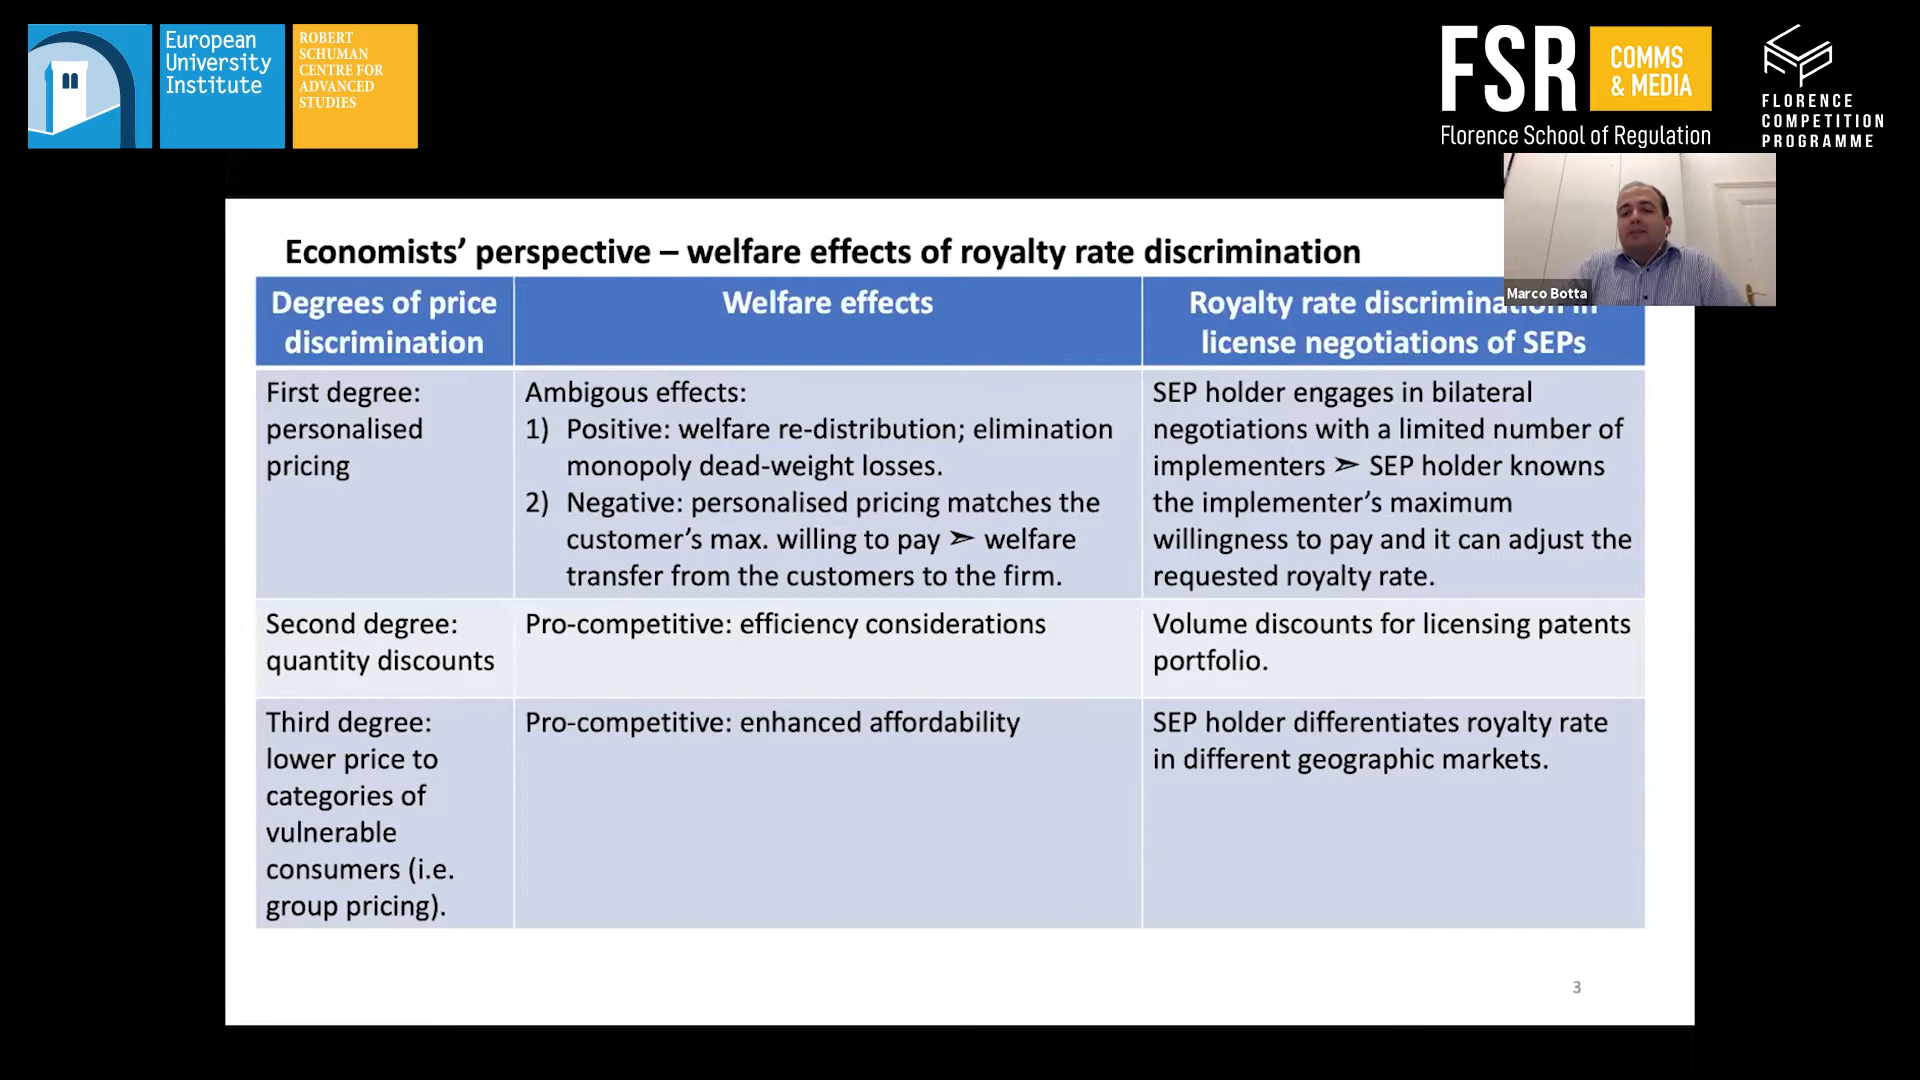 European
University
Institute
ROBERT
SCHUMAN
CENTRE FOR
ADVANCED
STUDIES
FSR
COMMS
& MEDIA
Florence School of Regulation
FLORENCE
COMPETITION
PROGRAMME
Marco Botta
Economists’ perspective – welfare effects of royalty rate discrimination
Degrees of price
discrimination
Welfare effects
Royalty rate discrimination in
license negotiations of SEPs
First degree:
personalised
pricing
Ambigous effects:
1) Positive: welfare re-distribution; elimination
monopoly dead-weight losses.
2) Negative: personalised pricing matches the
customer’s max. willing to pay ➣ welfare
transfer from the customers to the firm.
SEP holder engages in bilateral
negotiations with a limited number of
implementers ➣ SEP holder knowns
the implementer’s maximum
willingness to pay and it can adjust the
requested royalty rate.
Second degree:
quantity discounts
Pro-competitive: efficiency considerations
Volume discounts for licensing patents
portfolio.
Third degree:
lower price to
categories of
vulnerable
consumers (i.e.
group pricing).
Pro-competitive: enhanced affordability
SEP holder differentiates royalty rate
in different geographic markets.
3